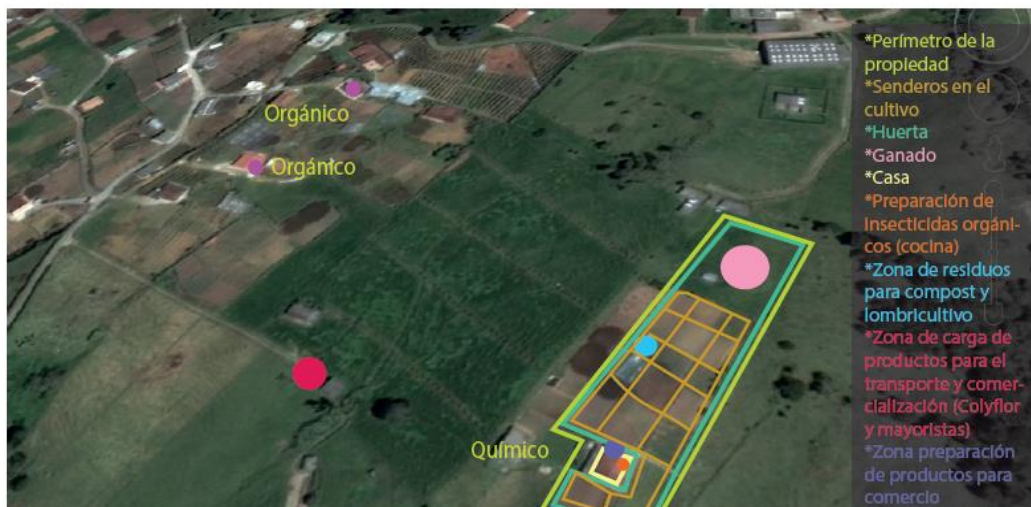 *Perímetro de la
propiedad
*Senderos en el
cultivo
*Huerta
*Ganado
*Casa
*Preparación de
insecticidas orgáni-
cos (cocina)
*Zona de residuos
para compost y
lombricultivo
*Zona de carga de
productos para el
transporte y comer-
cialización (Colyflor
y mayoristas)
*Zona preparación
de productos para
comercio
Orgánico
Orgánico
Químico